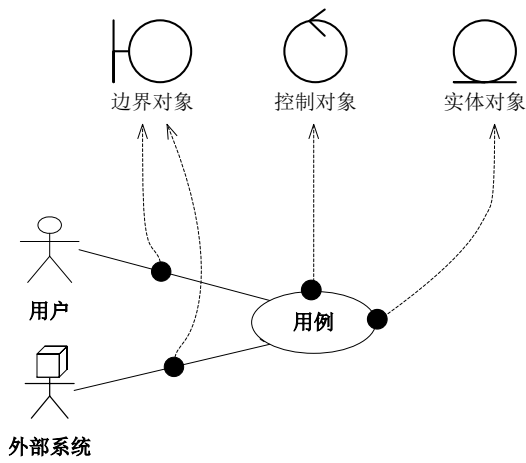 边界对象
控制对象
实体对象
用户
用例
外部系统